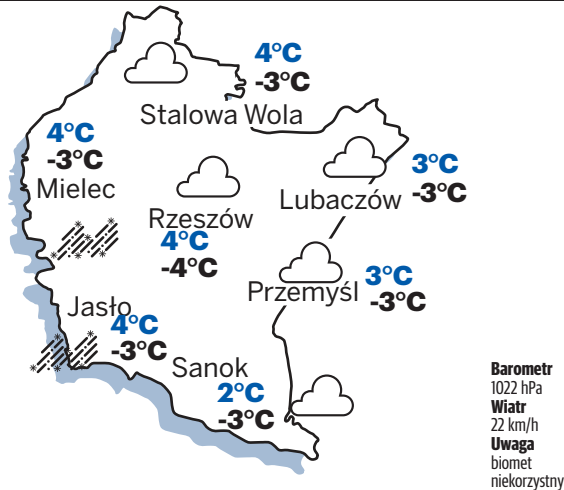 4°C
-3°C
Stalowa Wola
4°C
-3°C
Mielec
3°C
-3°C
Lubaczów
Rzeszów
4°C
-4°C
3°C
-3°C
Przemyśl
Jasło
4°C
-3°C
Sanok
2°C
-3°C
Barometr
1022 hPa
Wiatr
22 km/h
Uwaga
biomet
niekorzystny